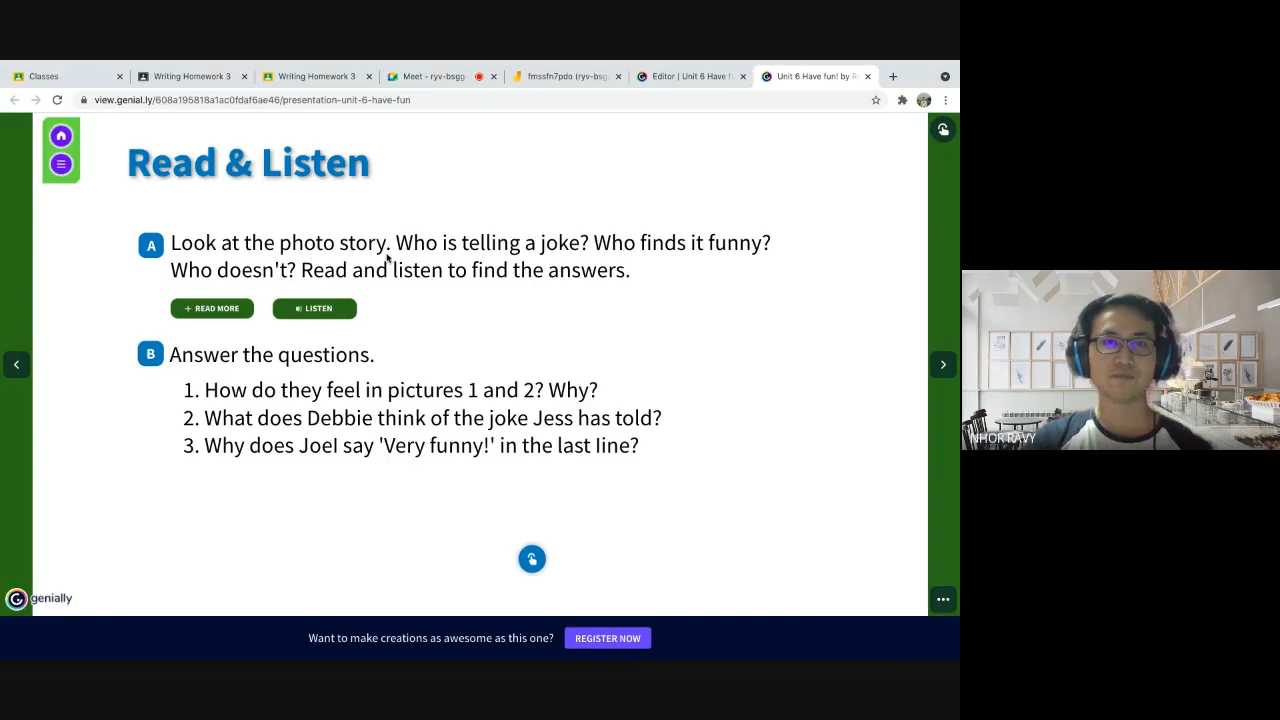 Classes
Writing Homework 3
Writing Homework 3
Meet - ryv-bsgg
fmssfn7pdo (ryv-bsg
Editor | Unit 6 Have f
Unit 6 Have fun! by R
view.genial.ly/608a195818a1ac0fdaf6ae46/presentation-unit-6-have-fun
Read & Listen
A Look at the photo story. Who is telling a joke? Who finds it funny?
Who doesn't? Read and listen to find the answers.
+ READ MORE
LISTEN
B Answer the questions.
1. How do they feel in pictures 1 and 2? Why?
2. What does Debbie think of the joke Jess has told?
3. Why does Joel say 'Very funny!' in the last line?
NHOR RAVY
genially
Want to make creations as awesome as this one?
REGISTER NOW